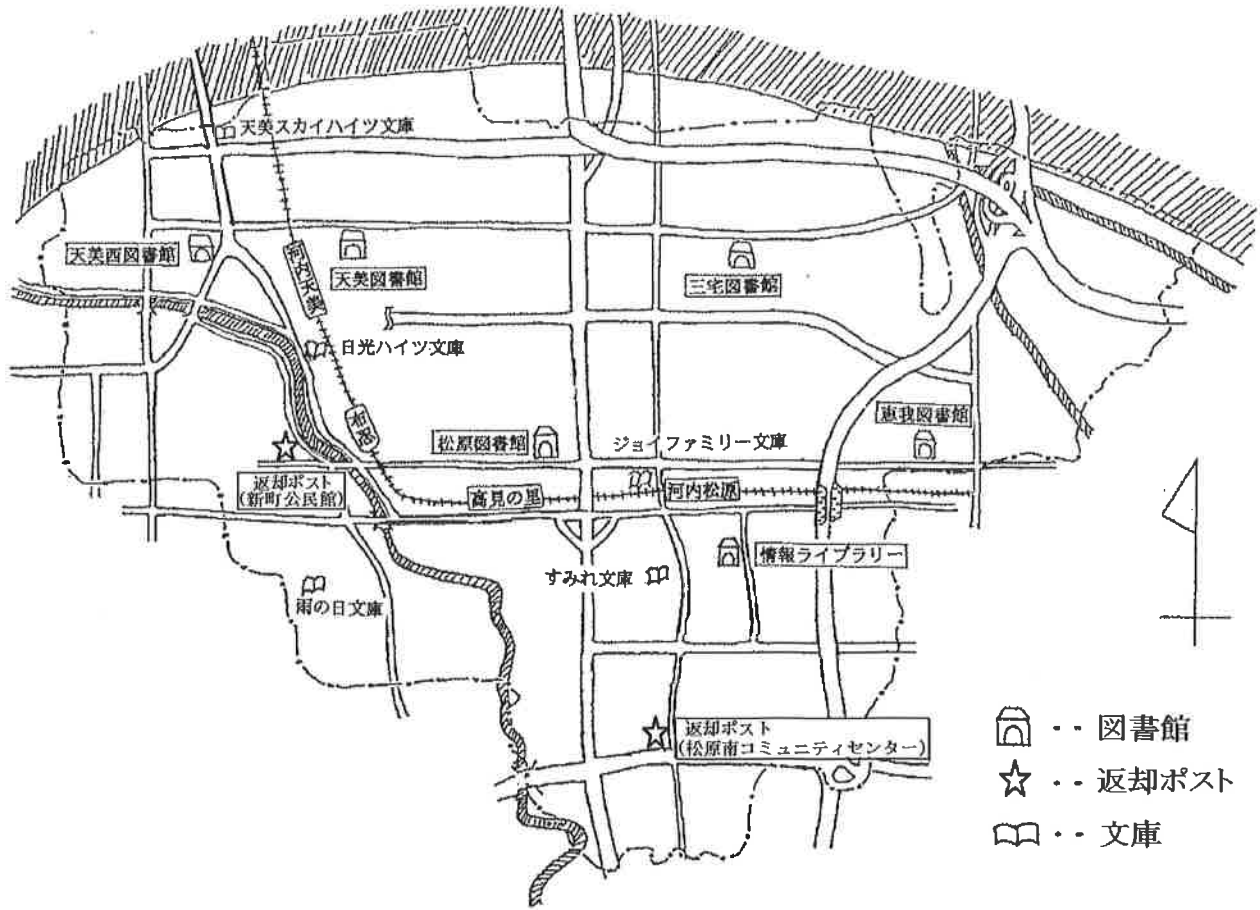 天美スカイハイツ文庫
天美西図書館
河内天美
天美図書館
三宅図書館
日光ハイツ文庫
布忍
松原図書館
ジョイファミリー文庫
恵我図書館
返却ポスト
(新町公民館)
高見の里
河内松原
情報ライブラリー
すみれ文庫
雨の日文庫
返却ポスト
(松原南コミュニティセンター)
‥図書館
‥返却ポスト
‥文庫